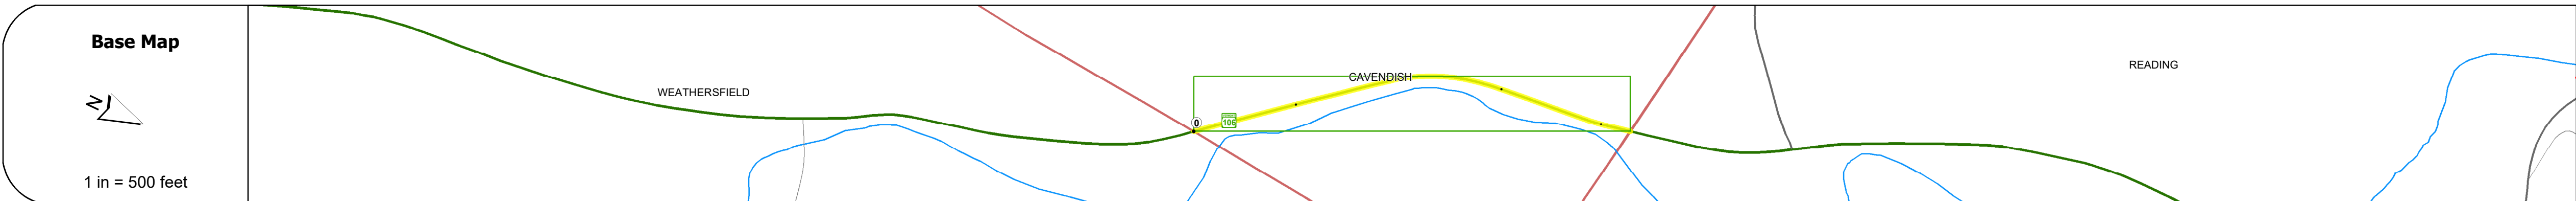 Base Map
N
1 in = 500 feet
WEATHERSFIELD
0
106
CAVENDISH
READING